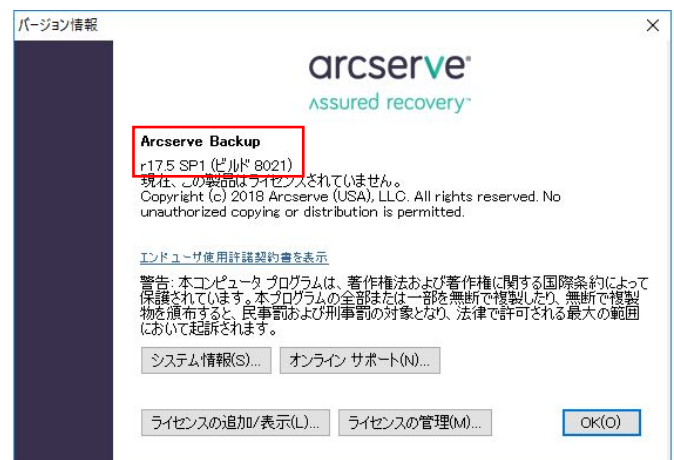 バージョン情報
arcserve®
Assured recovery™
Arcserve Backup
r17.5 SP1 (ビルド 8021)
現在、この製品はライセンスされていません。
Copyright (c) 2018 Arcserve (USA), LLC. All rights reserved. No
unauthorized copying or distribution is permitted.
エンド ユーザ使用許諾契約書を表示
警告: 本コンピュータ プログラムは、著作権法および著作権に関する国際条約によって
保護されています。本プログラムの全部または一部を無断で複製したり、無断で複製
物を頒布すると、民事罰および刑事罰の対象となり、法律で許可される最大の範囲
において起訴されます。
システム情報(S)... オンライン サポート(N)...
ライセンスの追加/表示(L)... ライセンスの管理(M)... OK(O)